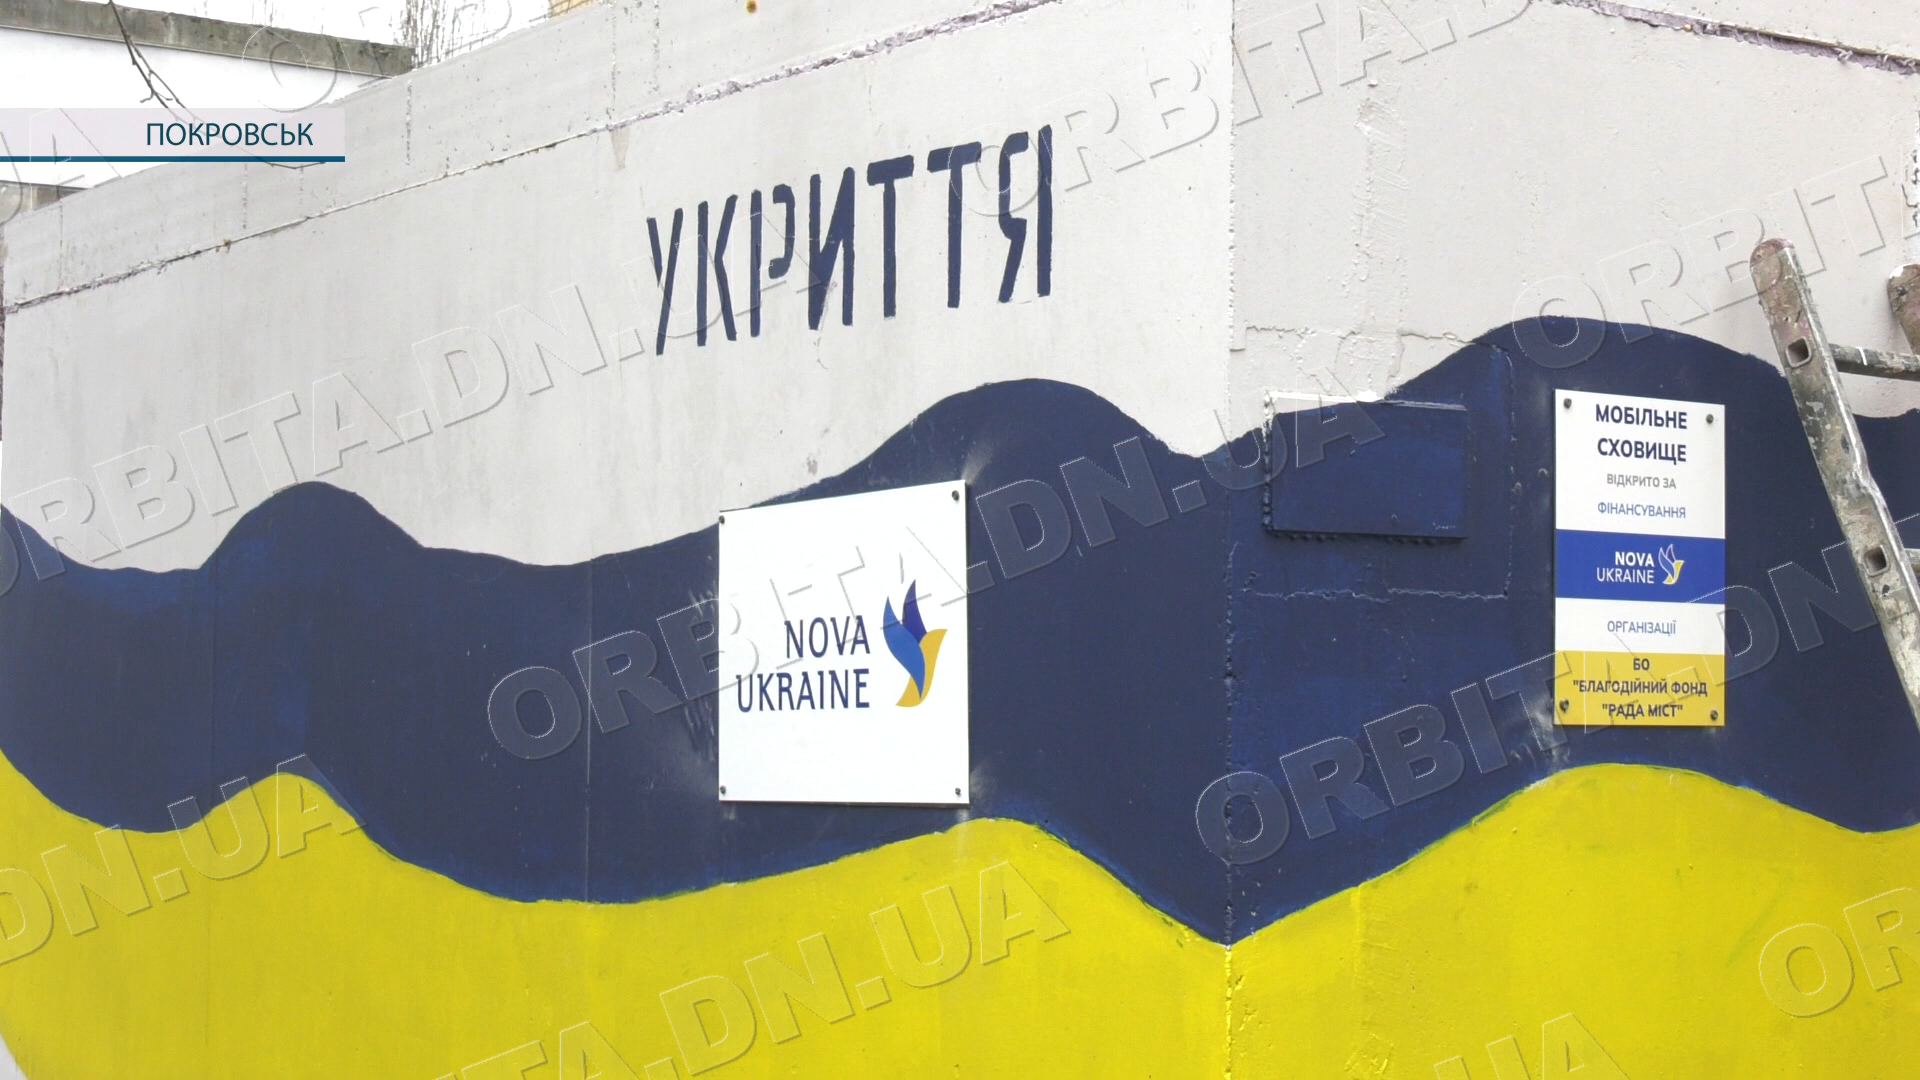 ПОКРОВСЬК
УКРИТТЯ
NOVA
UKRAINE
МОБІЛЬНЕ
СХОВИЩЕ
ВІДКРИТО ЗА
ФІНАНСУВАННЯ
NOVA
UKRAINE
ОРГАНІЗАЦІЇ
БО
"БЛАГОДІЙНИЙ ФОНД
"РАДА МІСТ"
ORBITA.DN.UA